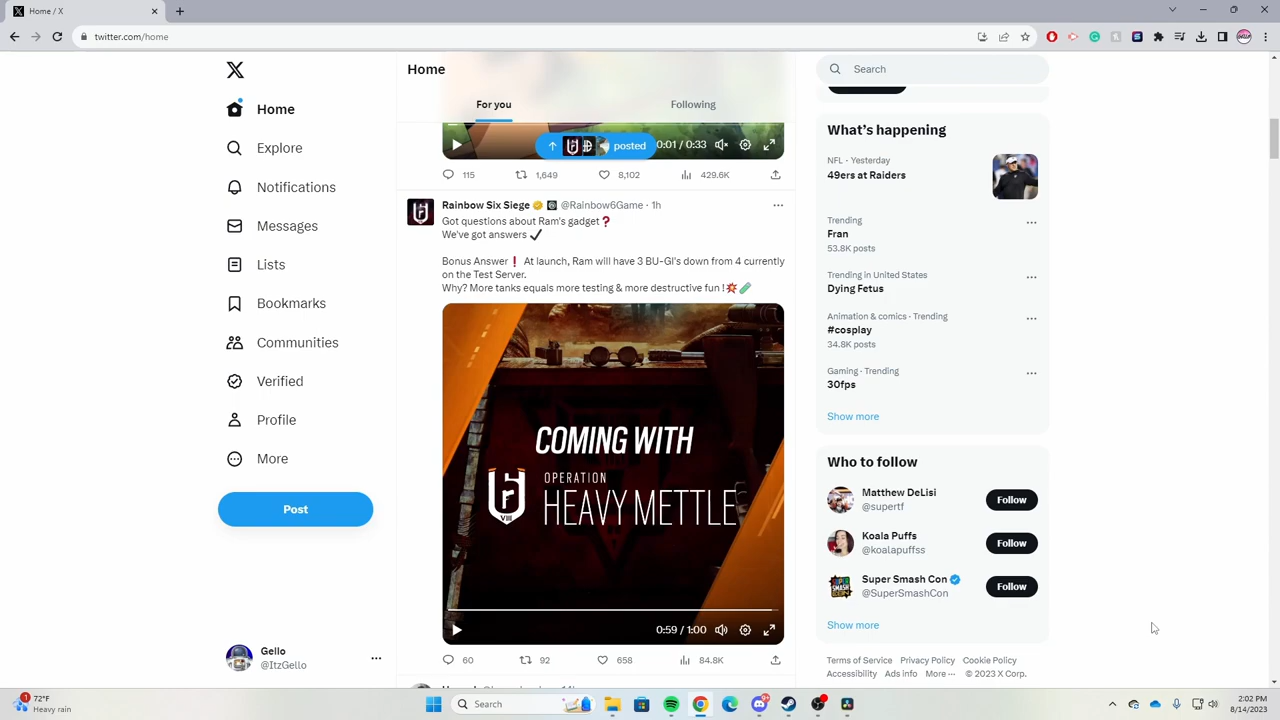 Home / X
twitter.com/home
Home
Explore
Notifications
Messages
Lists
Bookmarks
Communities
Verified
Profile
More
Post
Gello
@ItzGello
Home
For you
Following
posted
0:01 / 0:33
115
1,649
8,102
429.6K
Rainbow Six Siege @Rainbow6Game · 1h
Got questions about Ram's gadget❓
We've got answers ✔
Bonus Answer❗ At launch, Ram will have 3 BU-GI's down from 4 currently
on the Test Server.
Why? More tanks equals more testing & more destructive fun !💥🧪
COMING WITH
OPERATION
HEAVY METTLE
VIII
0:59 / 1:00
60
92
658
84.8K
Search
What's happening
NFL · Yesterday
49ers at Raiders
Trending
Fran
53.8K posts
Trending in United States
Dying Fetus
Animation & comics · Trending
#cosplay
34.8K posts
Gaming · Trending
30fps
Show more
Who to follow
Matthew DeLisi
@supertf
Follow
Koala Puffs
@koalapuffss
Follow
Super Smash Con
@SuperSmashCon
Follow
Show more
Terms of Service Privacy Policy Cookie Policy
Accessibility Ads info More ··· © 2023 X Corp.
1
72°F
Heavy rain
Search
9+
2:02 PM
8/14/2023